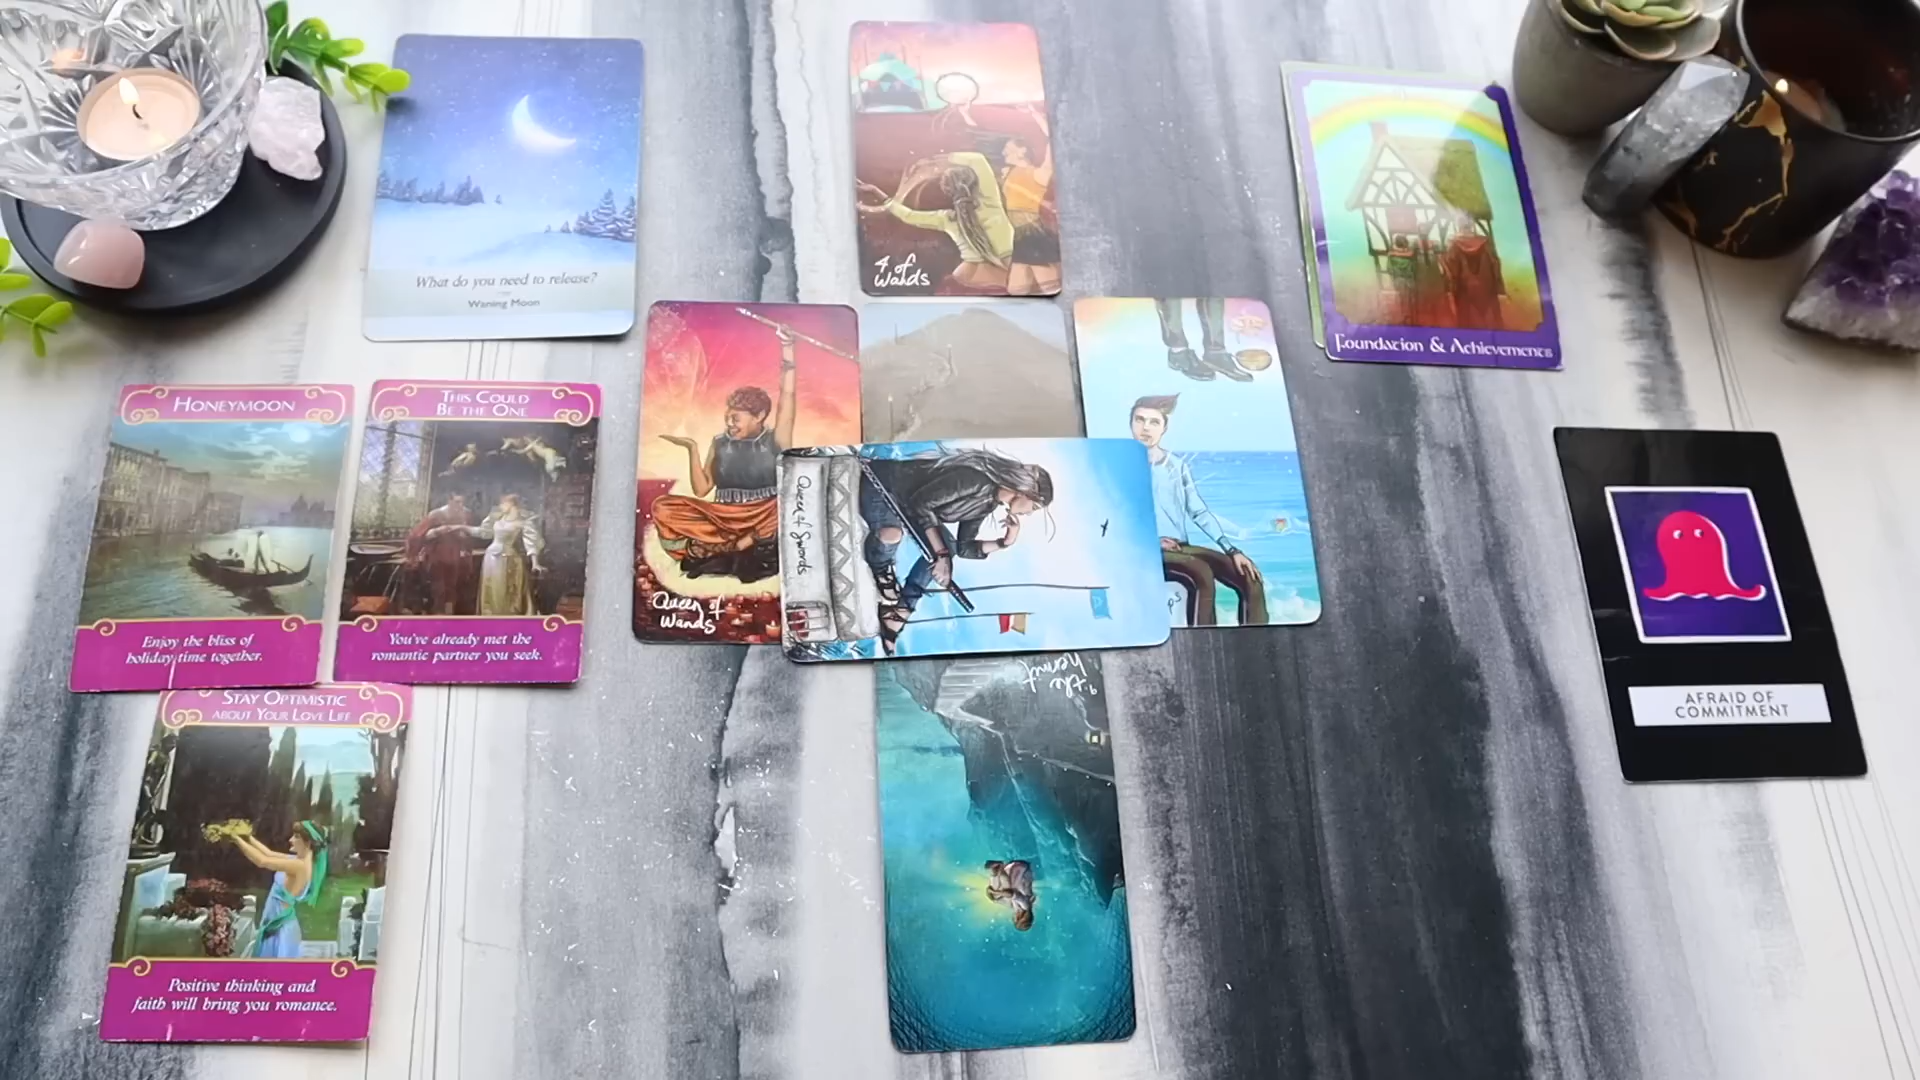 What do you need to release?
Waning Moon
4 of
Wands
Foundation & Achievements
HONEYMOON
Enjoy the bliss of
holiday time together.
THIS COULD
BE THE ONE
You've already met the
romantic partner you seek.
STAY OPTIMISTIC
ABOUT YOUR LOVE LIFE
Positive thinking and
faith will bring you romance.
Queen of
Wands
Queen of Swords
9. the
hermit
AFRAID OF
COMMITMENT